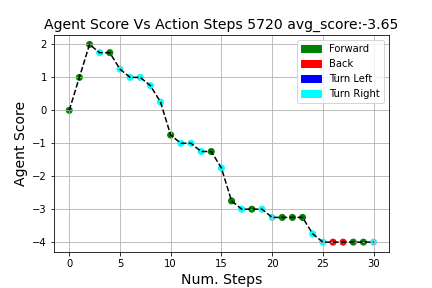 Agent Score Vs Action Steps 5720 avg_score:-3.65
2
1
0
−1
−2
−3
−4
Agent Score
Forward
Back
Turn Left
Turn Right
0 5 10 15 20 25 30
Num. Steps